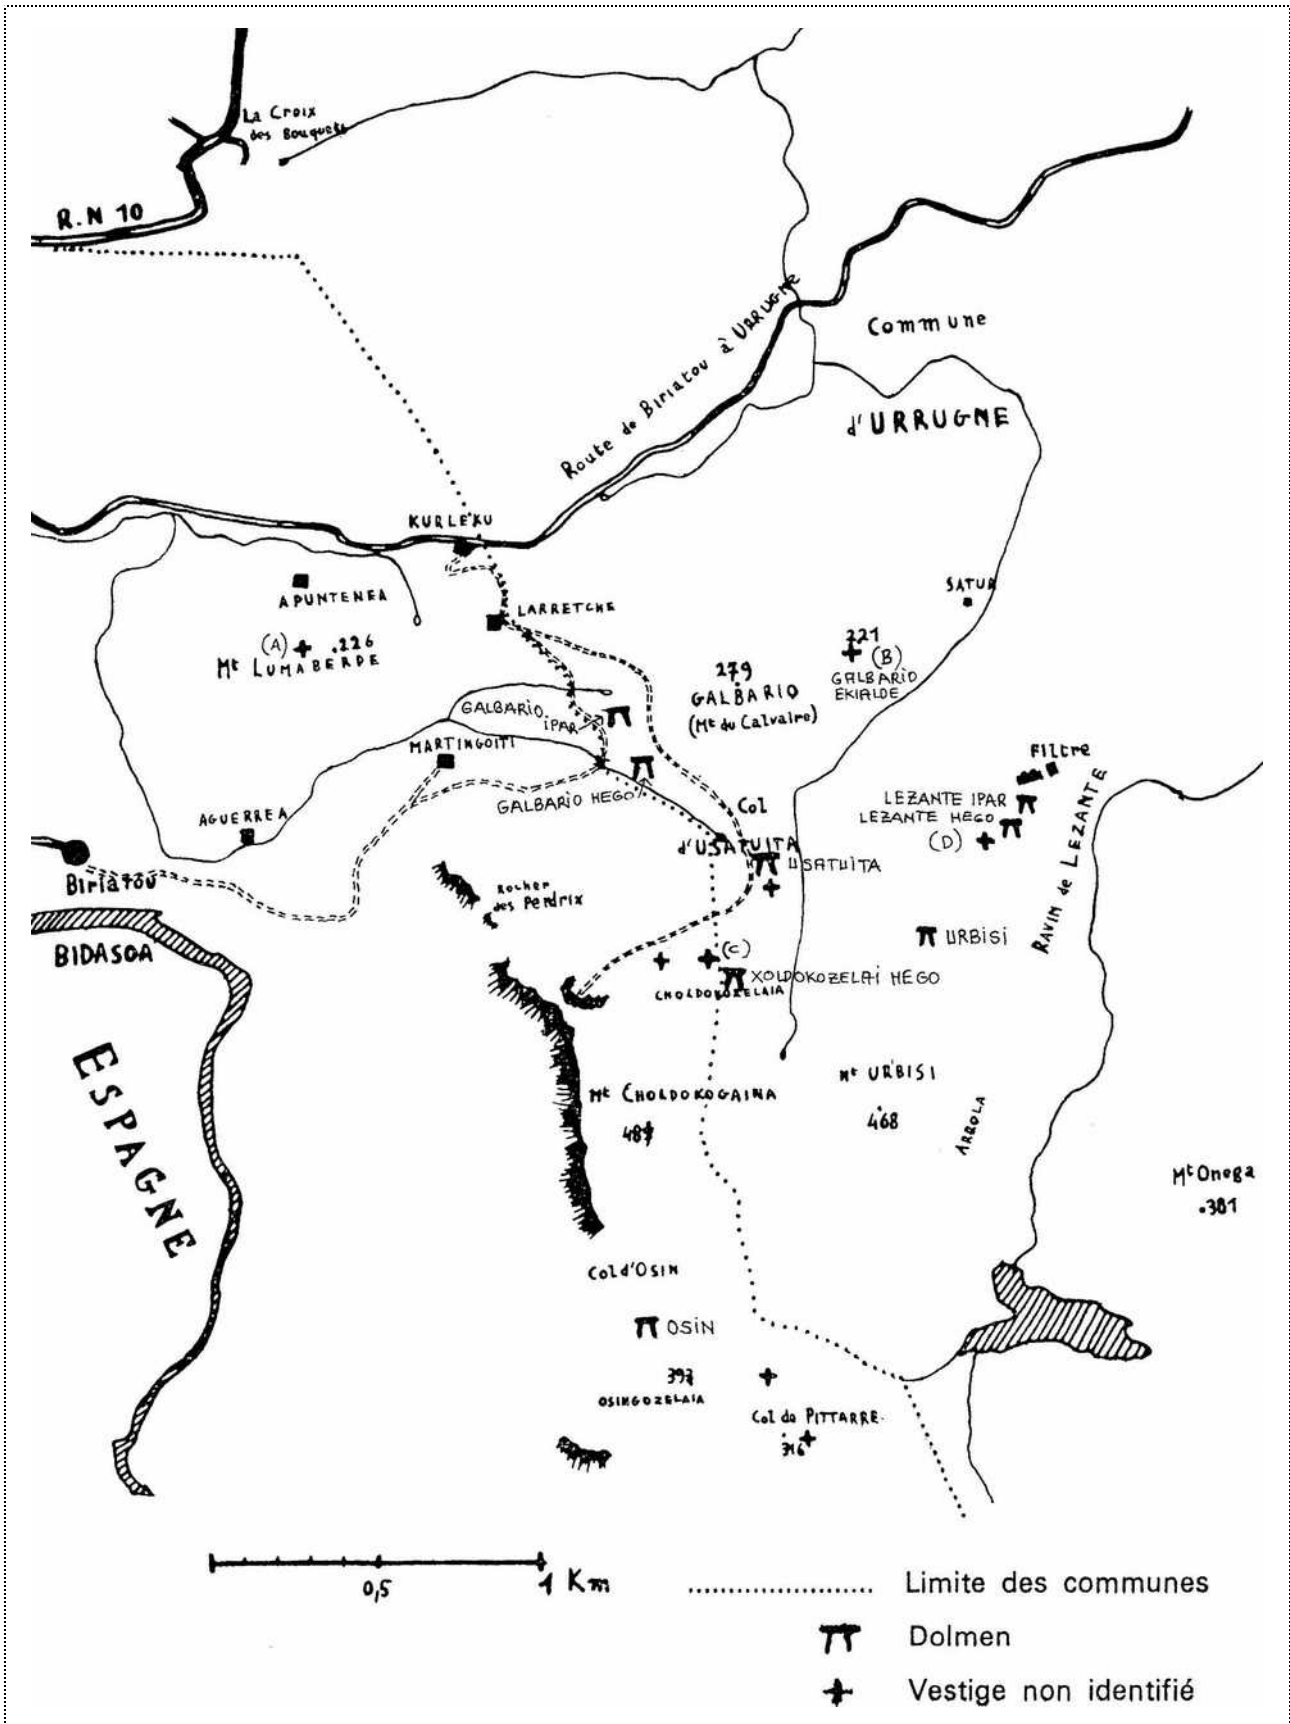 La Croix
des Bouquets
R.N 10
Route de Biriatou à URRUGNE
Commune
d'URRUGNE
KURLEKU
APUNTENEA
LARRETCHE
SATUR
(A)
.226
Mt LUMABERDE
221
(B)
GALBARIO
EKIALDE
279
GALBARIO
(Mt du Calvaire)
GALBARIO
IPAR
MARTINGOITI
GALBARIO HEGO
Filtre
LEZANTE IPAR
LEZANTE HEGO
(D)
RAVIN de LEZANTE
AGUERREA
Col
d'USATUITA
USATUITA
Biriatou
BIDASOA
Rocher
des Perdrix
URBISI
(C)
XOLDOKOZELAI HEGO
CHOLDOKOZELAIA
ESPAGNE
Mt CHOLDOKOGAINA
Mt URBISI
468
ARROLA
Mt Onega
.381
Col d'OSIN
OSIN
OSINGOZELAIA
Col de PITTARRE
316
0,5
1 Km
Limite des communes
Dolmen
Vestige non identifié